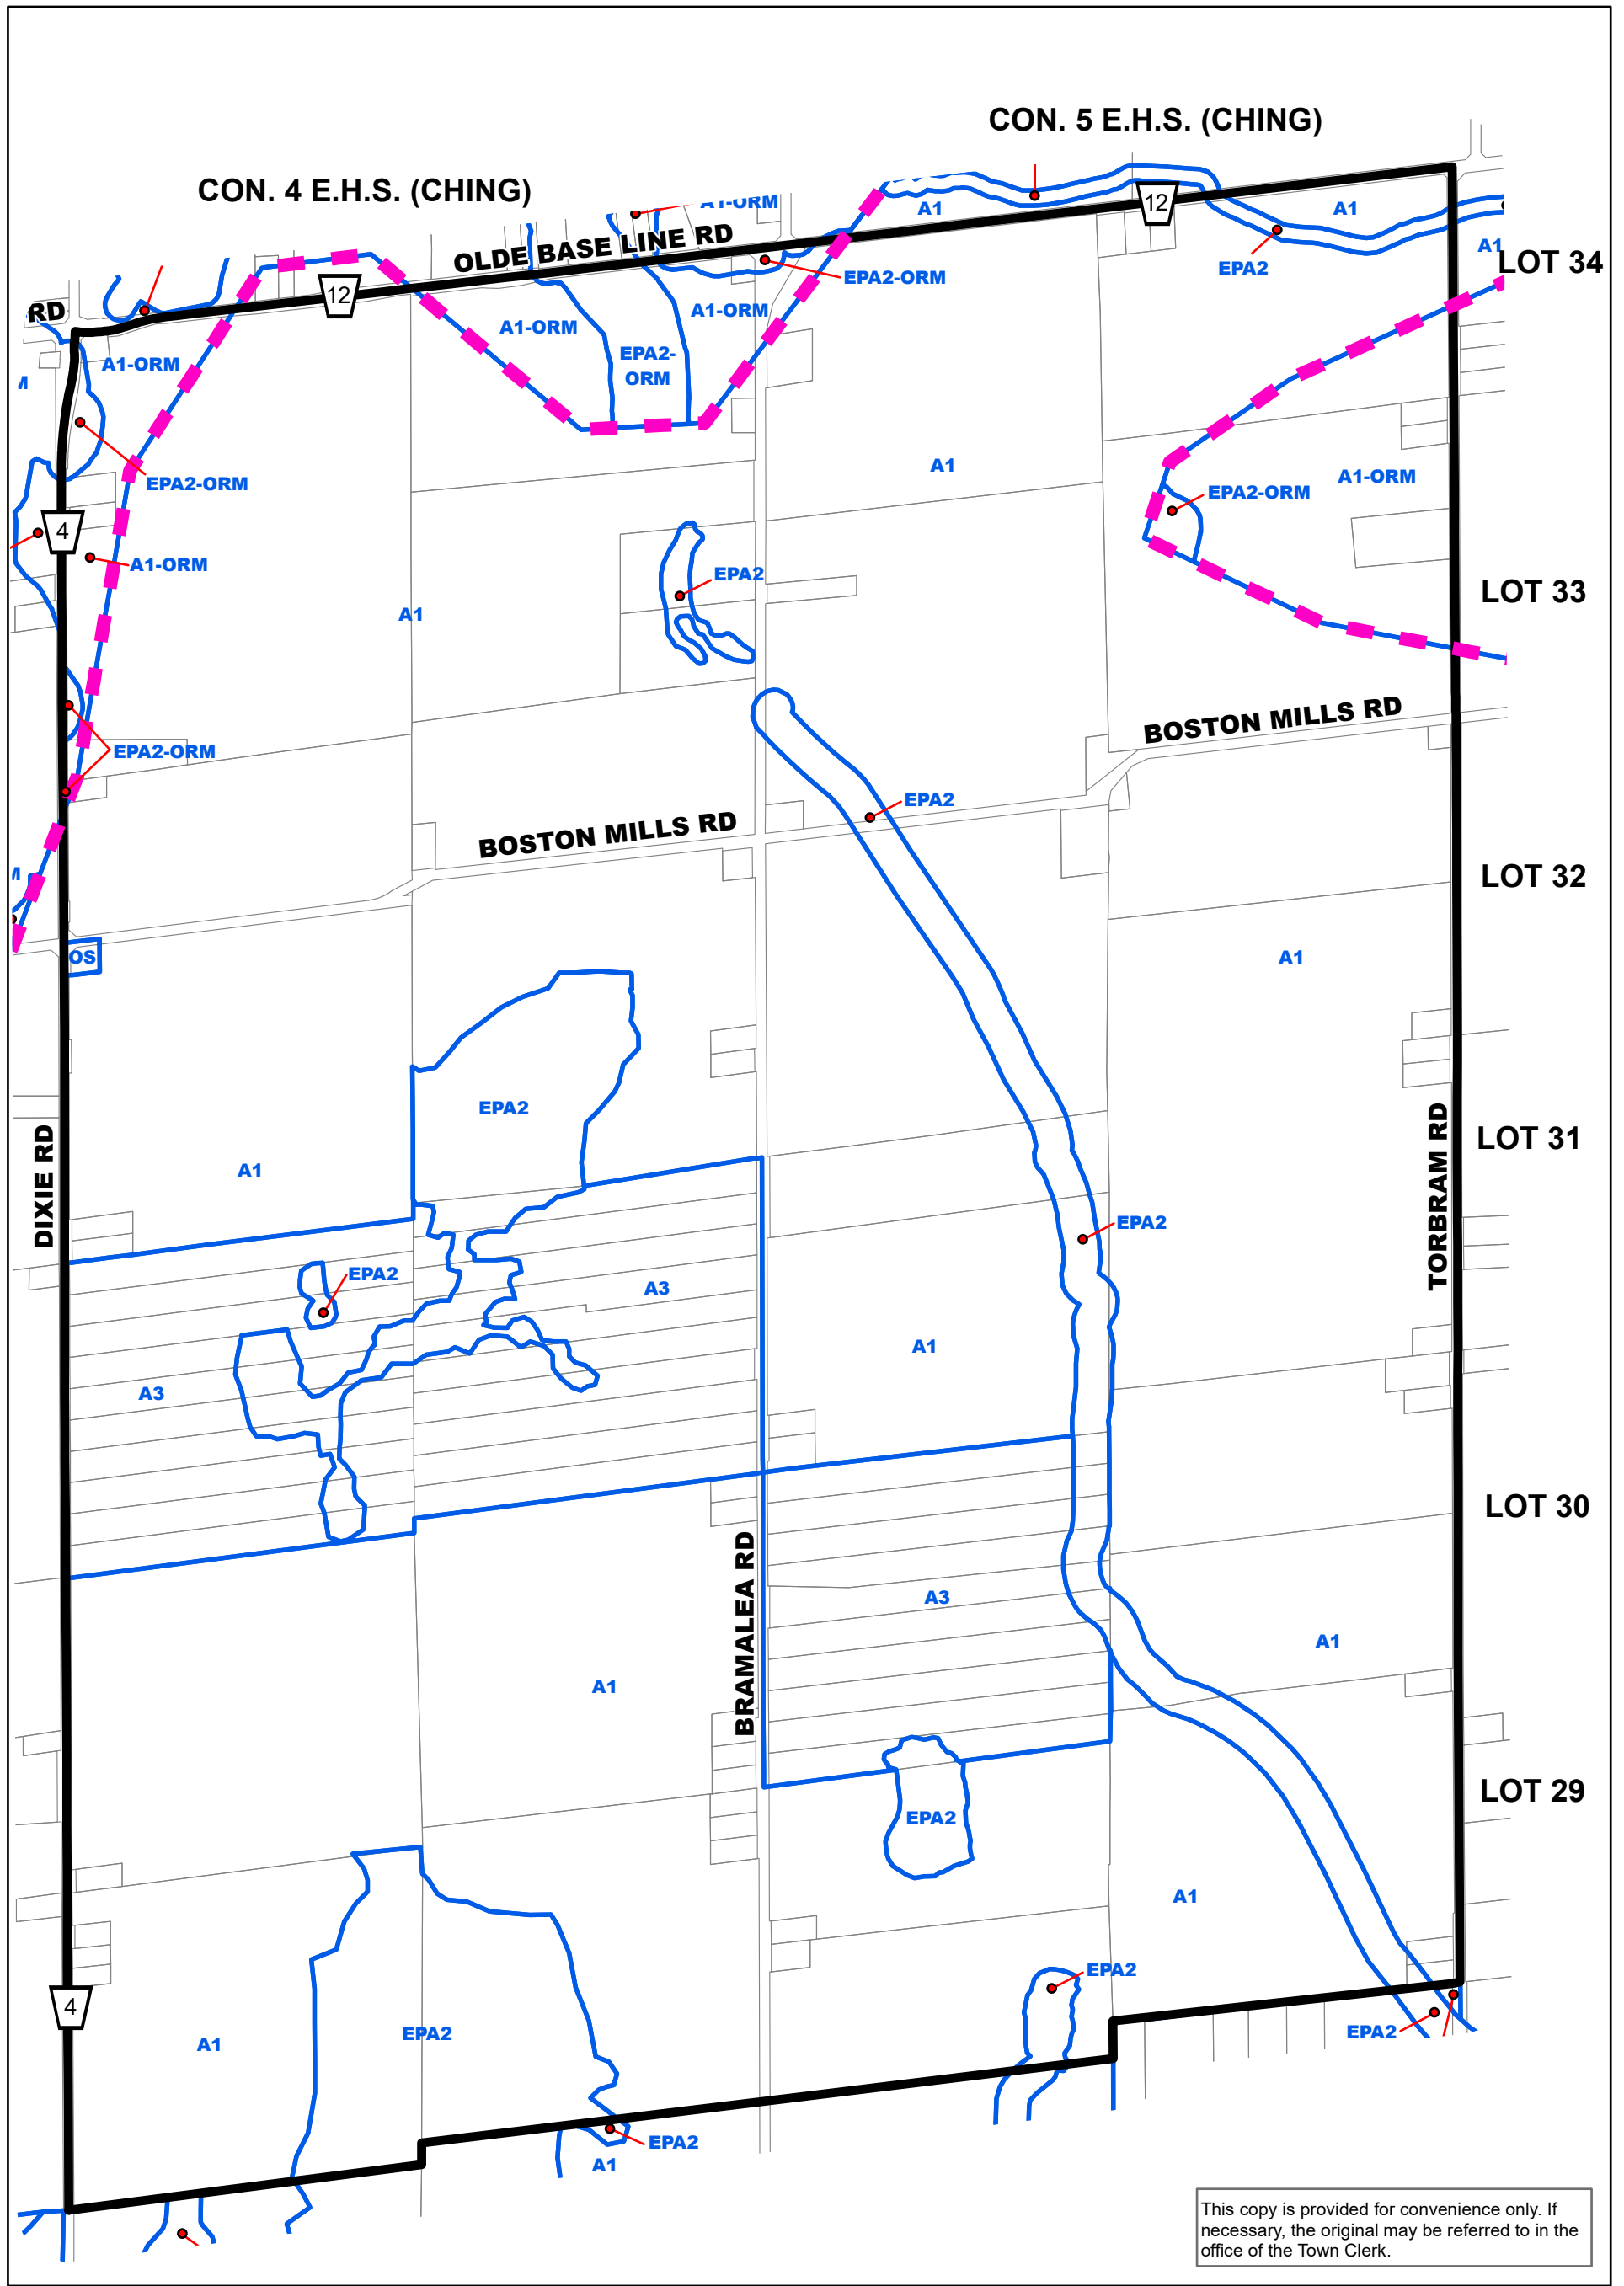 CON. 5 E.H.S. (CHING)
CON. 4 E.H.S. (CHING)
A1-ORM
A1
12
A1
OLDE BASE LINE RD
A1
LOT 34
EPA2
EPA2-ORM
12
RD
A1-ORM
A1-ORM
EPA2-
ORM
A1-ORM
M
A1
A1-ORM
EPA2-ORM
EPA2-ORM
4
A1-ORM
EPA2
LOT 33
A1
BOSTON MILLS RD
EPA2-ORM
EPA2
BOSTON MILLS RD
M
LOT 32
OS
A1
EPA2
LOT 31
DIXIE RD
TORBRAM RD
A1
EPA2
EPA2
A3
A1
A3
LOT 30
BRAMALEA RD
A3
A1
A1
LOT 29
EPA2
A1
EPA2
4
EPA2
EPA2
A1
EPA2
A1
This copy is provided for convenience only. If
necessary, the original may be referred to in the
office of the Town Clerk.